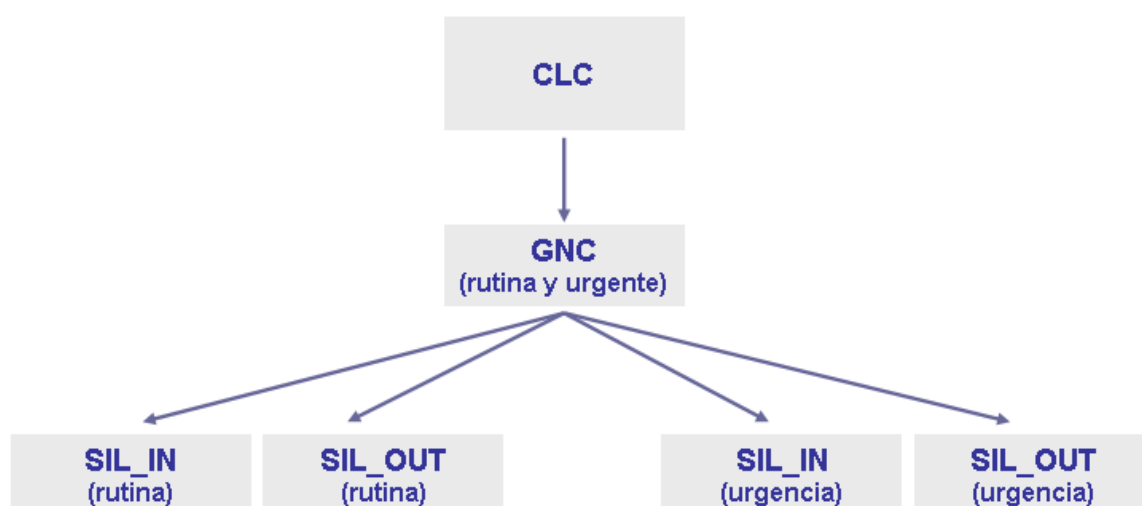 CLC
GNC
(rutina y urgente)
SIL_IN
(rutina)
SIL_OUT
(rutina)
SIL_IN
(urgencia)
SIL_OUT
(urgencia)